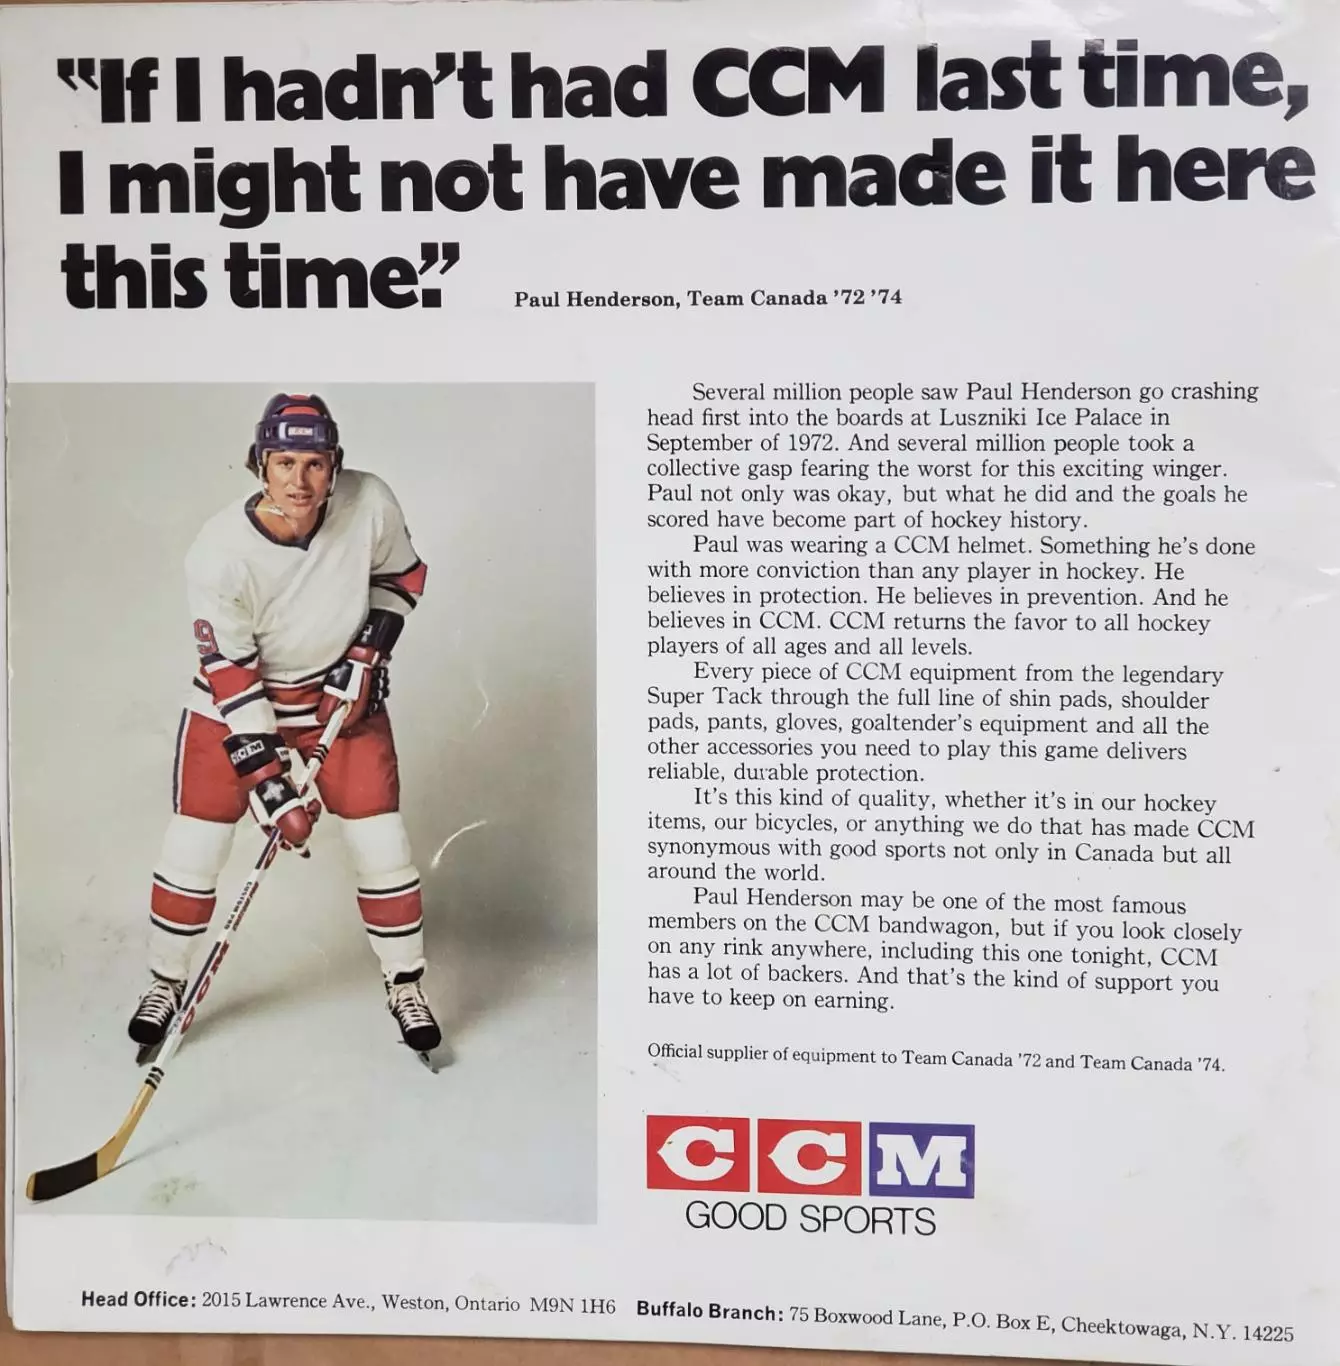 "If I hadn't had CCM last time,
I might not have made it here
this time."
Paul Henderson, Team Canada '72 '74
Several million people saw Paul Henderson go crashing
head first into the boards at Luszniki Ice Palace in
September of 1972. And several million people took a
collective gasp fearing the worst for this exciting winger.
Paul not only was okay, but what he did and the goals he
scored have become part of hockey history.
Paul was wearing a CCM helmet. Something he's done
with more conviction than any player in hockey. He
believes in protection. He believes in prevention. And he
believes in CCM. CCM returns the favor to all hockey
players of all ages and all levels.
Every piece of CCM equipment from the legendary
Super Tack through the full line of shin pads, shoulder
pads, pants, gloves, goaltender's equipment and all the
other accessories you need to play this game delivers
reliable, durable protection.
It's this kind of quality, whether it's in our hockey
items, our bicycles, or anything we do that has made CCM
synonymous with good sports not only in Canada but all
around the world.
Paul Henderson may be one of the most famous
members on the CCM bandwagon, but if you look closely
on any rink anywhere, including this one tonight, CCM
has a lot of backers. And that's the kind of support you
have to keep on earning.
Official supplier of equipment to Team Canada '72 and Team Canada '74.
CCM
GOOD SPORTS
Head Office: 2015 Lawrence Ave., Weston, Ontario M9N 1H6 Buffalo Branch: 75 Boxwood Lane, P.O. Box E, Cheektowaga, N.Y. 14225
CCM
9
CCM